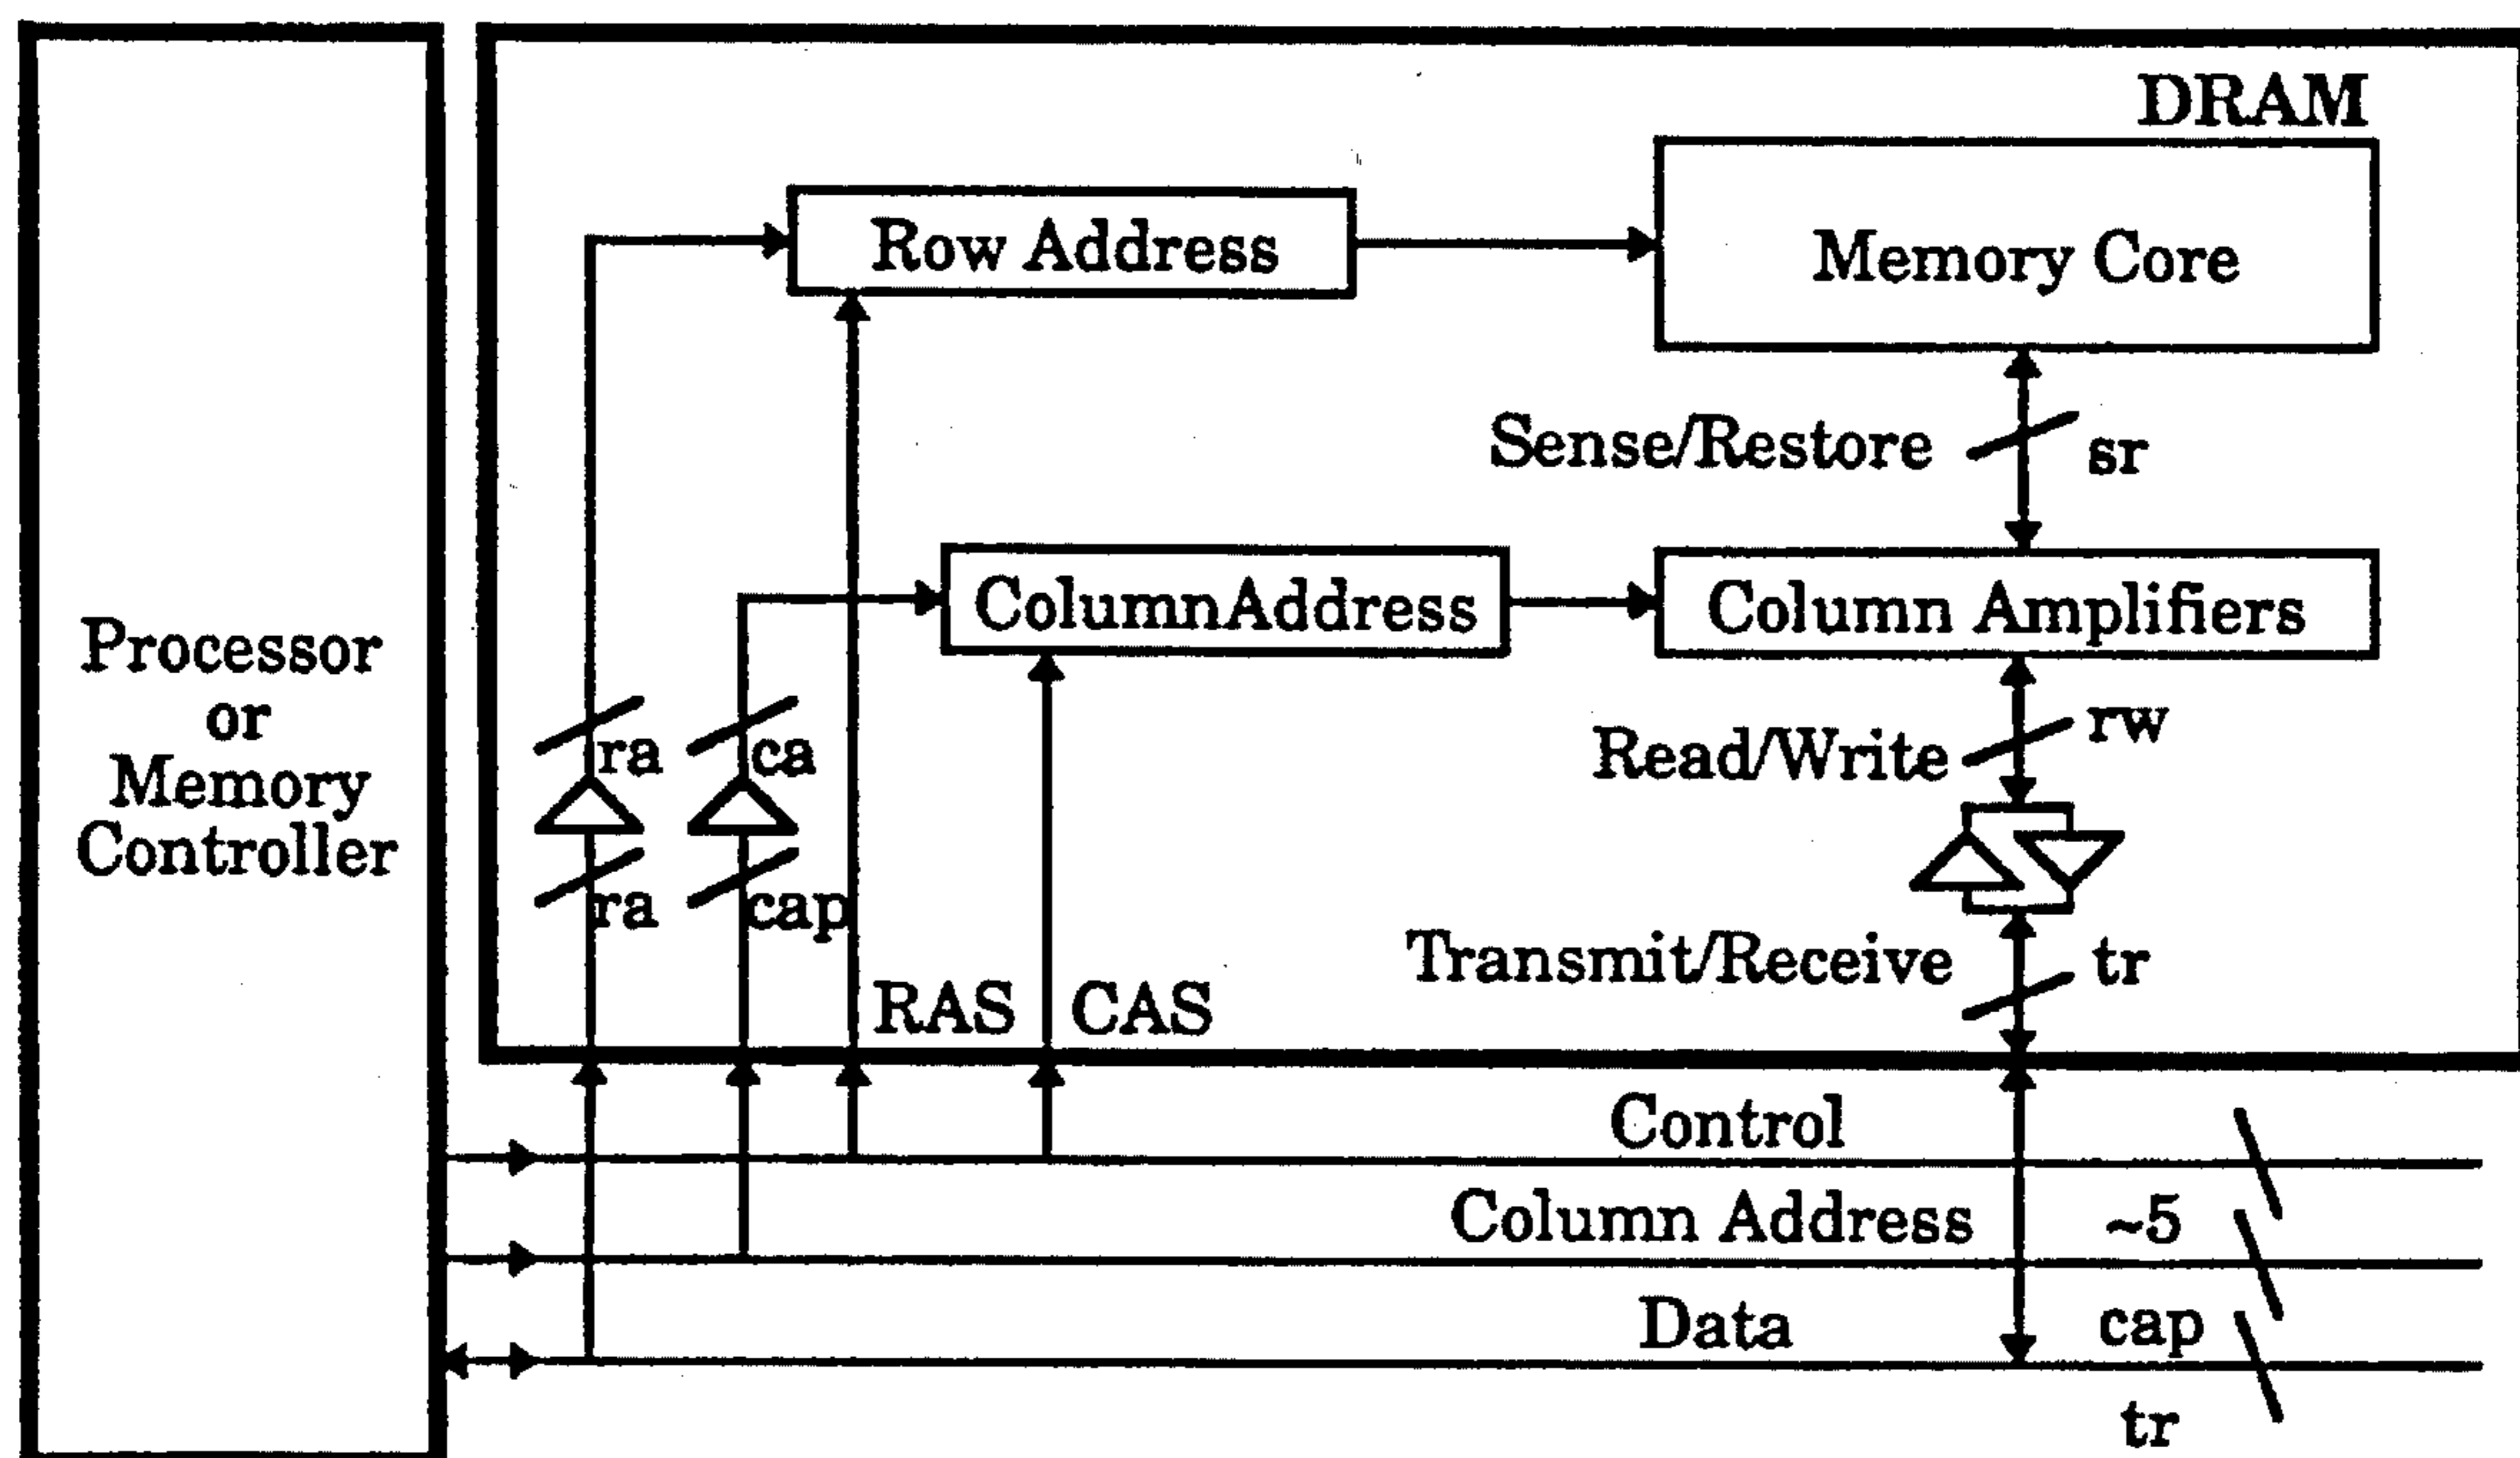 DRAM
Row Address
Memory Core
Sense/Restore
sr
ColumnAddress
Column Amplifiers
Processor
or
Memory
Controller
ra
ca
Read/Write
rw
ra
cap
Transmit/Receive
tr
RAS
CAS
Control
Column Address
~5
Data
cap
tr